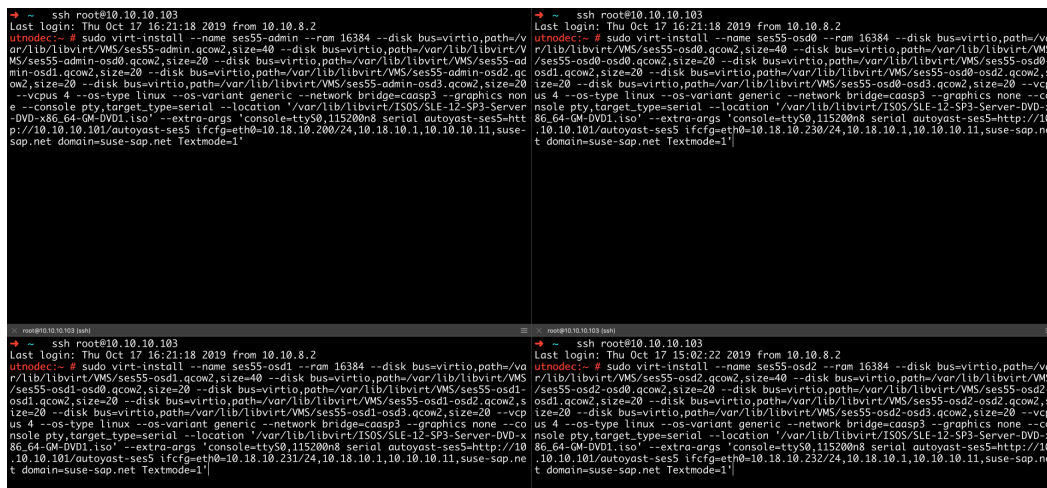 ➜  ~   ssh root@10.10.10.103
Last login: Thu Oct 17 16:21:18 2019 from 10.10.8.2
utnodec:~ # sudo virt-install --name ses55-admin --ram 16384 --disk bus=virtio,path=/v
ar/lib/libvirt/VMS/ses55-admin.qcow2,size=40 --disk bus=virtio,path=/var/lib/libvirt/V
MS/ses55-admin-osd0.qcow2,size=20 --disk bus=virtio,path=/var/lib/libvirt/VMS/ses55-ad
min-osd1.qcow2,size=20 --disk bus=virtio,path=/var/lib/libvirt/VMS/ses55-admin-osd2.qc
ow2,size=20 --disk bus=virtio,path=/var/lib/libvirt/VMS/ses55-admin-osd3.qcow2,size=20
 --vcpus 4 --os-type linux --os-variant generic --network bridge=caasp3 --graphics non
e --console pty,target_type=serial --location '/var/lib/libvirt/ISOS/SLE-12-SP3-Server
-DVD-x86_64-GM-DVD1.iso' --extra-args 'console=ttyS0,115200n8 serial autoyast-ses5=htt
p://10.10.10.101/autoyast-ses5 ifcfg=eth0=10.18.10.200/24,10.18.10.1,10.10.10.11,suse-
sap.net domain=suse-sap.net Textmode=1'
➜  ~   ssh root@10.10.10.103
Last login: Thu Oct 17 16:21:18 2019 from 10.10.8.2
utnodec:~ # sudo virt-install --name ses55-osd0 --ram 16384 --disk bus=virtio,path=/va
r/lib/libvirt/VMS/ses55-osd0.qcow2,size=40 --disk bus=virtio,path=/var/lib/libvirt/VMS
/ses55-osd0-osd0.qcow2,size=20 --disk bus=virtio,path=/var/lib/libvirt/VMS/ses55-osd0-
osd1.qcow2,size=20 --disk bus=virtio,path=/var/lib/libvirt/VMS/ses55-osd0-osd2.qcow2,s
ize=20 --disk bus=virtio,path=/var/lib/libvirt/VMS/ses55-osd0-osd3.qcow2,size=20 --vcp
us 4 --os-type linux --os-variant generic --network bridge=caasp3 --graphics none --co
nsole pty,target_type=serial --location '/var/lib/libvirt/ISOS/SLE-12-SP3-Server-DVD-x
86_64-GM-DVD1.iso' --extra-args 'console=ttyS0,115200n8 serial autoyast-ses5=http://10
.10.10.101/autoyast-ses5 ifcfg=eth0=10.18.10.230/24,10.18.10.1,10.10.10.11,suse-sap.ne
t domain=suse-sap.net Textmode=1'
root@10.10.10.103 (ssh)
root@10.10.10.103 (ssh)
➜  ~   ssh root@10.10.10.103
Last login: Thu Oct 17 16:21:18 2019 from 10.10.8.2
utnodec:~ # sudo virt-install --name ses55-osd1 --ram 16384 --disk bus=virtio,path=/va
r/lib/libvirt/VMS/ses55-osd1.qcow2,size=40 --disk bus=virtio,path=/var/lib/libvirt/VMS
/ses55-osd1-osd0.qcow2,size=20 --disk bus=virtio,path=/var/lib/libvirt/VMS/ses55-osd1-
osd1.qcow2,size=20 --disk bus=virtio,path=/var/lib/libvirt/VMS/ses55-osd1-osd2.qcow2,s
ize=20 --disk bus=virtio,path=/var/lib/libvirt/VMS/ses55-osd1-osd3.qcow2,size=20 --vcp
us 4 --os-type linux --os-variant generic --network bridge=caasp3 --graphics none --co
nsole pty,target_type=serial --location '/var/lib/libvirt/ISOS/SLE-12-SP3-Server-DVD-x
86_64-GM-DVD1.iso' --extra-args 'console=ttyS0,115200n8 serial autoyast-ses5=http://10
.10.10.101/autoyast-ses5 ifcfg=eth0=10.18.10.231/24,10.18.10.1,10.10.10.11,suse-sap.ne
t domain=suse-sap.net Textmode=1'
➜  ~   ssh root@10.10.10.103
Last login: Thu Oct 17 15:02:22 2019 from 10.10.8.2
utnodec:~ # sudo virt-install --name ses55-osd2 --ram 16384 --disk bus=virtio,path=/va
r/lib/libvirt/VMS/ses55-osd2.qcow2,size=40 --disk bus=virtio,path=/var/lib/libvirt/VMS
/ses55-osd2-osd0.qcow2,size=20 --disk bus=virtio,path=/var/lib/libvirt/VMS/ses55-osd2-
osd1.qcow2,size=20 --disk bus=virtio,path=/var/lib/libvirt/VMS/ses55-osd2-osd2.qcow2,s
ize=20 --disk bus=virtio,path=/var/lib/libvirt/VMS/ses55-osd2-osd3.qcow2,size=20 --vcp
us 4 --os-type linux --os-variant generic --network bridge=caasp3 --graphics none --co
nsole pty,target_type=serial --location '/var/lib/libvirt/ISOS/SLE-12-SP3-Server-DVD-x
86_64-GM-DVD1.iso' --extra-args 'console=ttyS0,115200n8 serial autoyast-ses5=http://10
.10.10.101/autoyast-ses5 ifcfg=eth0=10.18.10.232/24,10.18.10.1,10.10.10.11,suse-sap.ne
t domain=suse-sap.net Textmode=1'